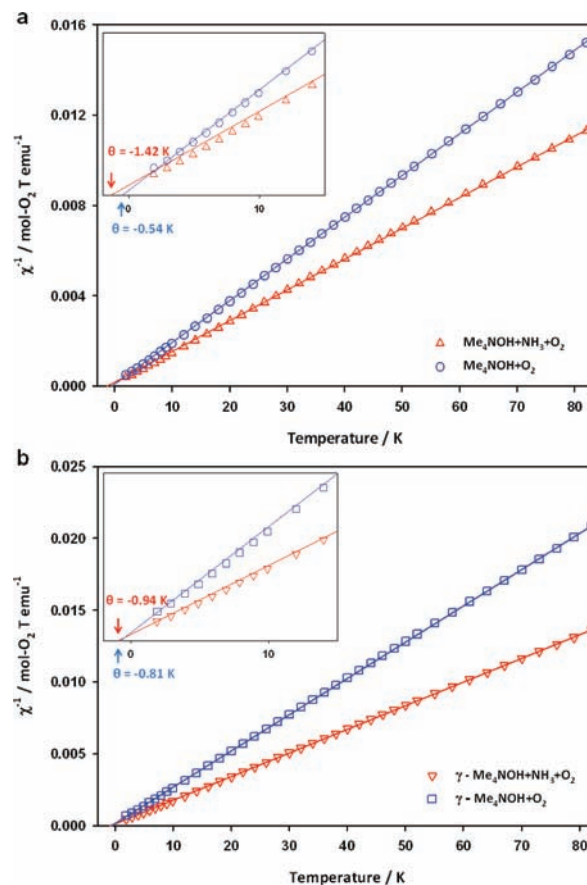 a
0.016
0.012
0.008
0.004
0.000
χ⁻¹ / mol-O₂ T emu⁻¹
θ = -1.42 K
0
10
θ = -0.54 K
Me₄NOH+NH₃+O₂
Me₄NOH+O₂
0 10 20 30 40 50 60 70 80
Temperature / K
b
0.025
0.020
0.015
0.010
0.005
0.000
χ⁻¹ / mol-O₂ T emu⁻¹
θ = -0.94 K
0
10
θ = -0.81 K
γ - Me₄NOH+NH₃+O₂
γ - Me₄NOH+O₂
0 10 20 30 40 50 60 70 80
Temperature / K